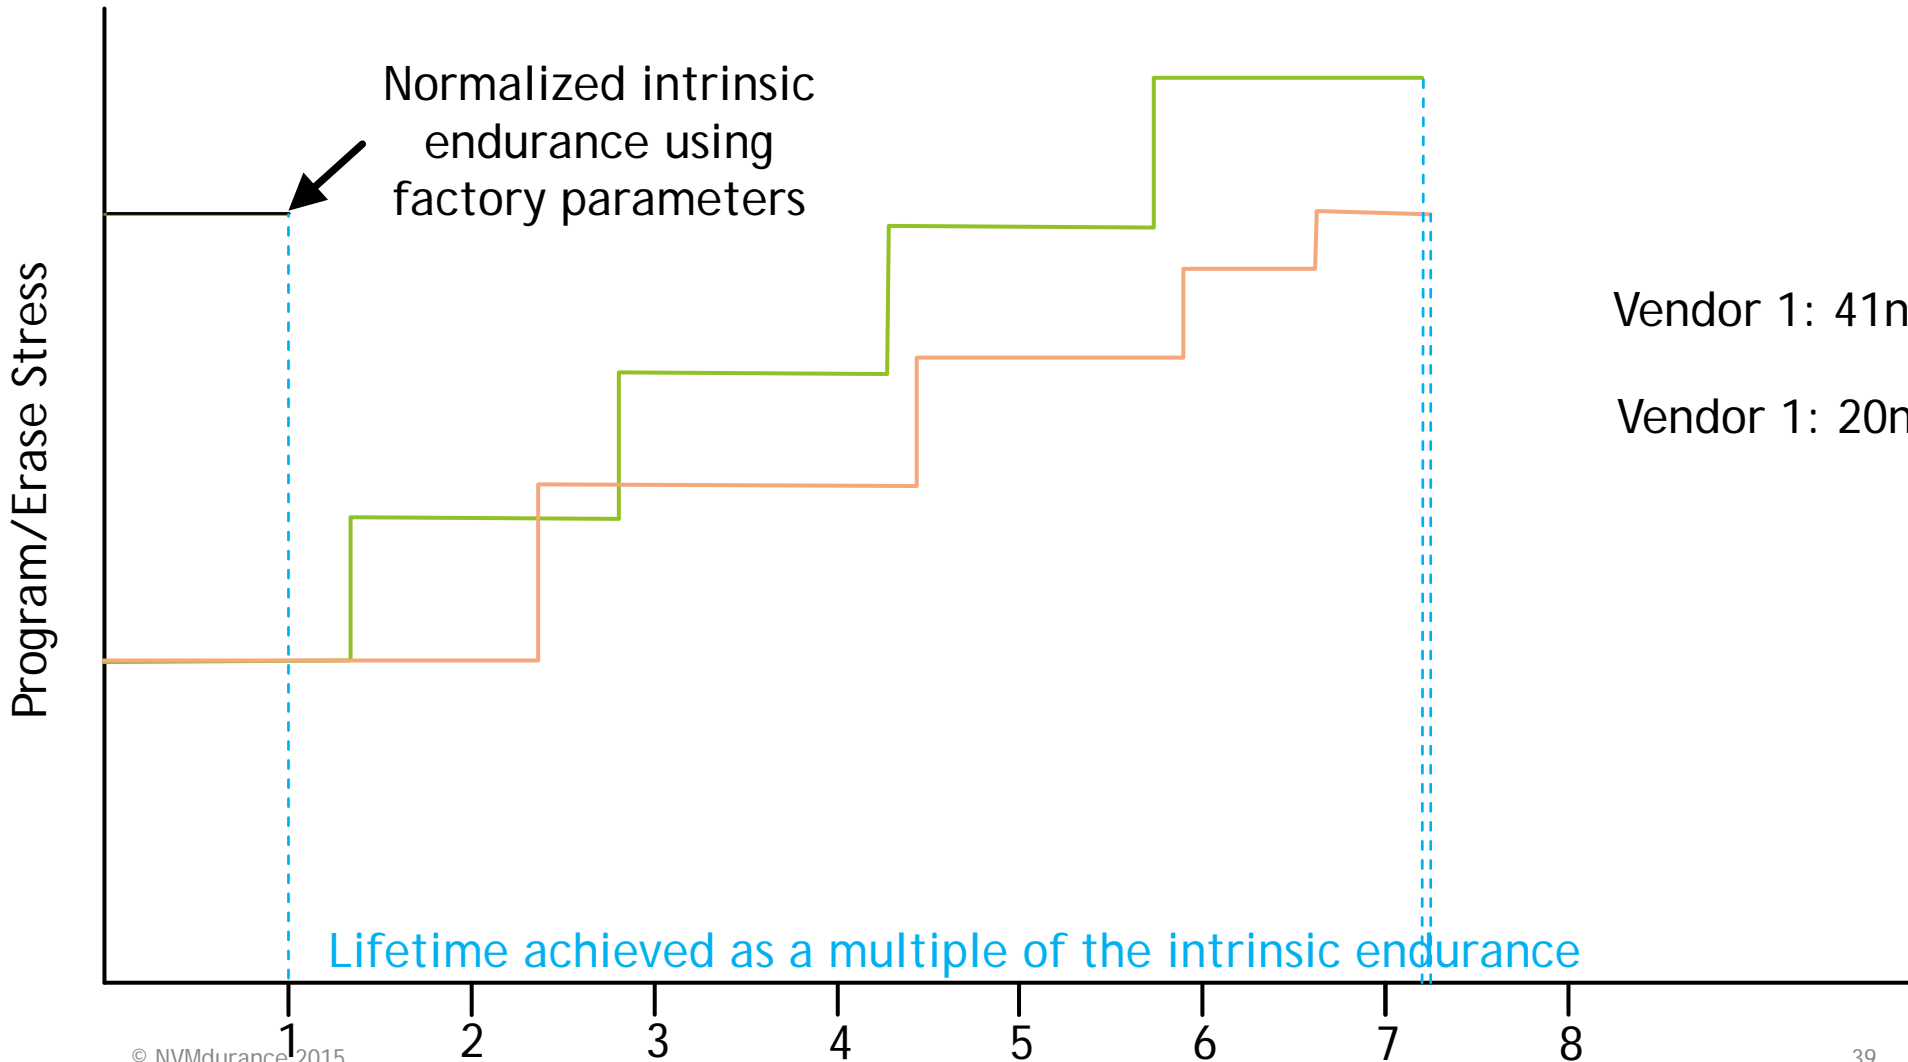 Normalized intrinsic
endurance using
factory parameters
Program/Erase Stress
Vendor 1: 41n
Vendor 1: 20n
Lifetime achieved as a multiple of the intrinsic endurance
1
2
3
4
5
6
7
8
© NVMdurance 2015
39